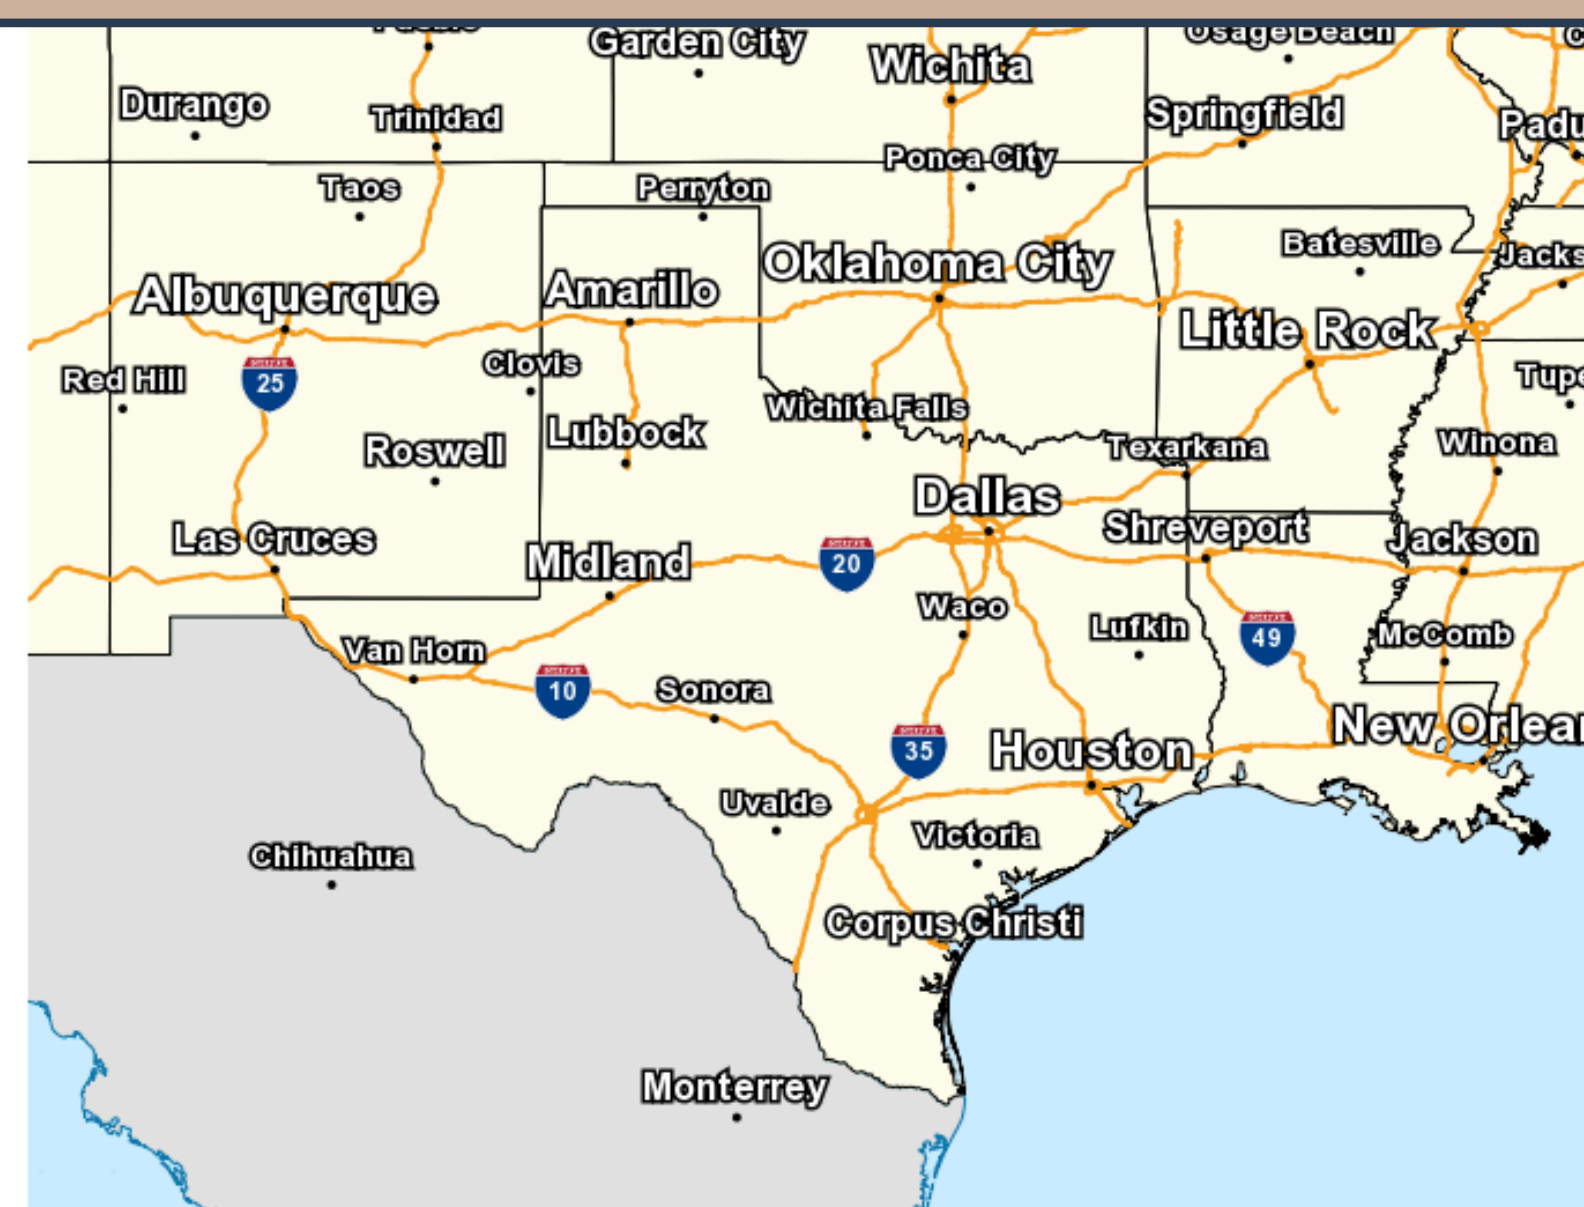 Garden City
Wichita
Osage Beach
Durango
Trinidad
Springfield
Padu
Ponca City
Taos
Perryton
Oklahoma City
Batesville
Jacks
Albuquerque
Amarillo
Little Rock
Red Hill
25
Clovis
Tupe
Wichita Falls
Roswell
Lubbock
Texarkana
Winona
Dallas
Las Cruces
Midland
20
Shreveport
Jackson
Waco
Lufkin
49
McComb
Van Horn
10
Sonora
35
Houston
New Orlean
Uvalde
Victoria
Chihuahua
Corpus Christi
Monterrey